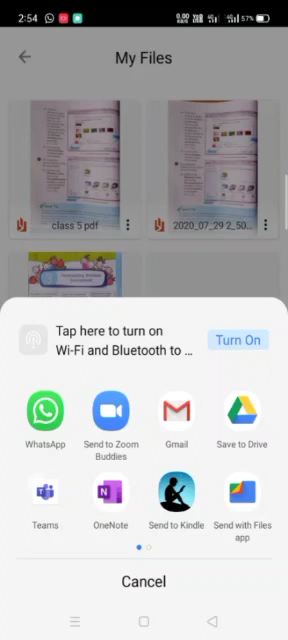 2:54
0.00
KB/S
4G
4G
57%
My Files
class 5 pdf
2020_07_29 2_50...
Tap here to turn on
Wi-Fi and Bluetooth to ...
Turn On
WhatsApp
Send to Zoom
Buddies
Gmail
Save to Drive
Teams
OneNote
Send to Kindle
Send with Files
app
Cancel